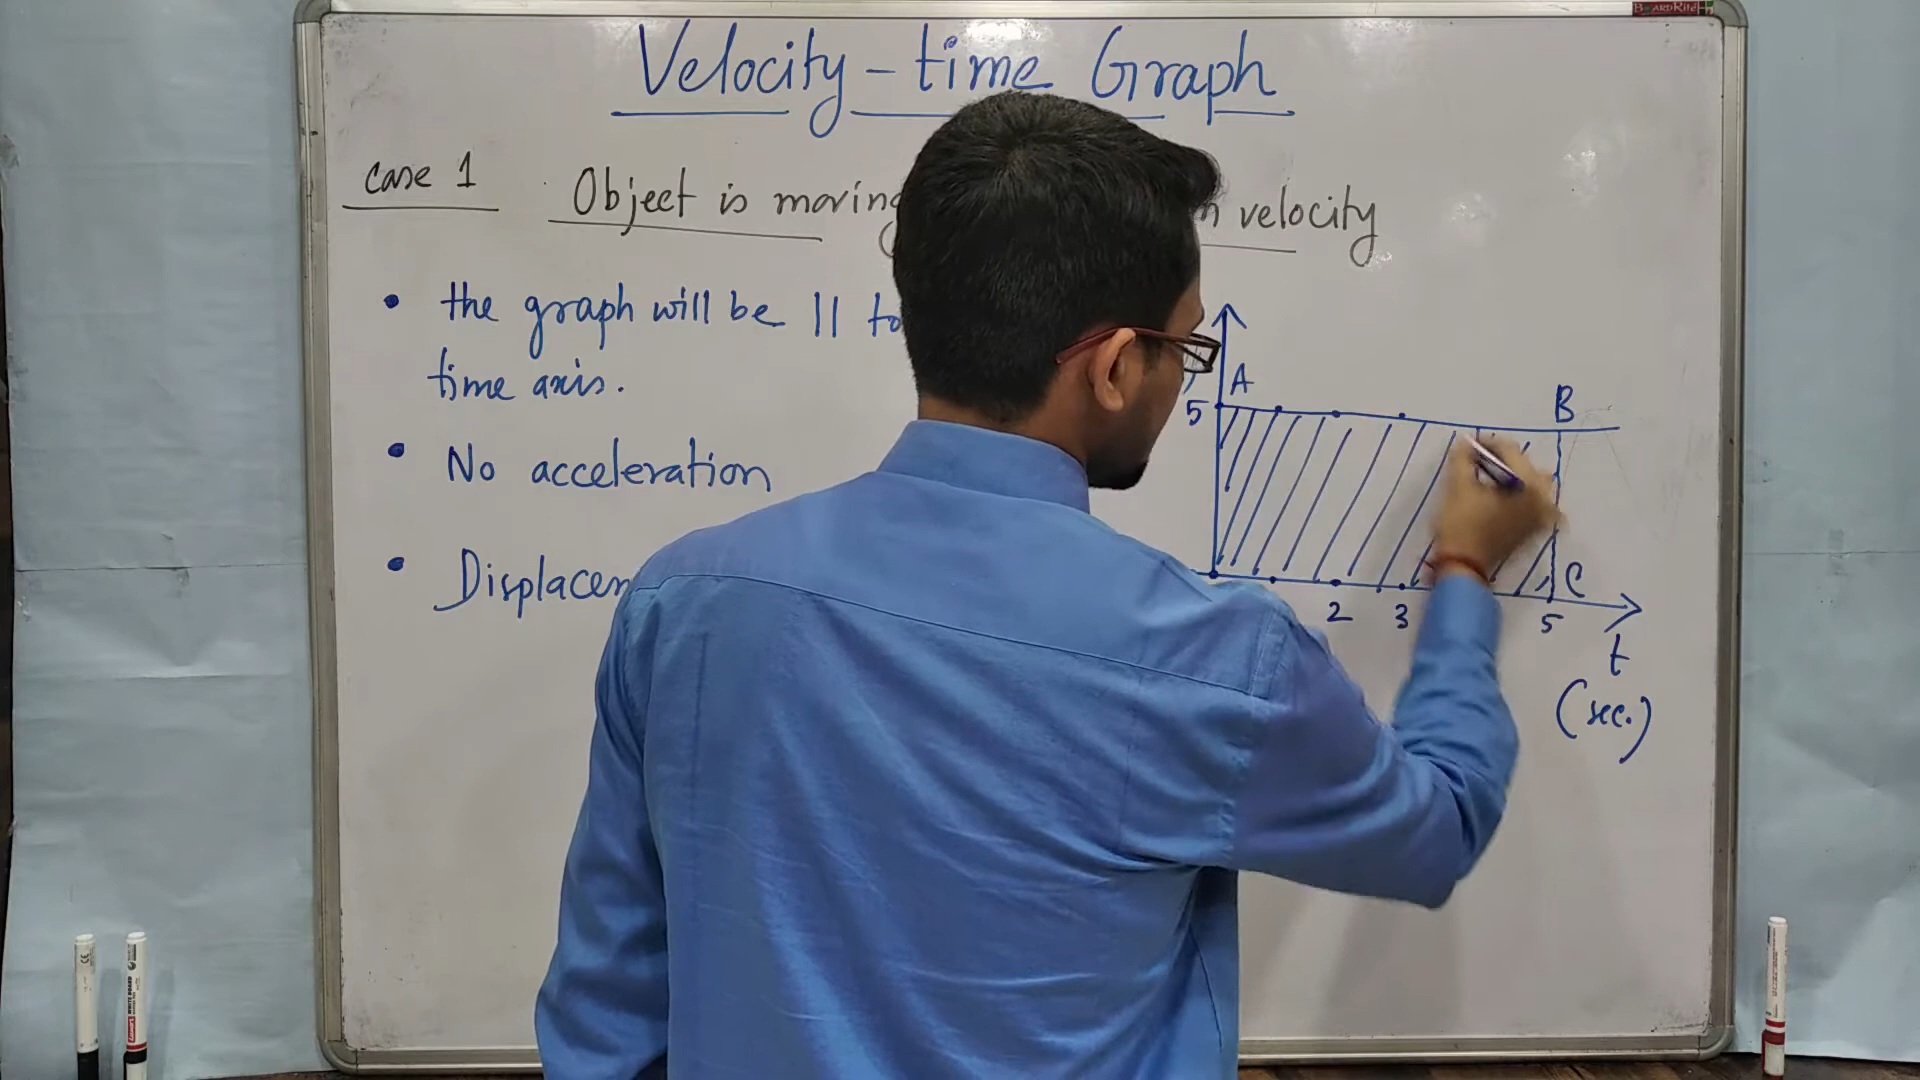 BOARDRITE
Velocity - time Graph
Case 1
Object is moving velocity
• the graph will be || to
time axis.
• No acceleration
• Displacem
A
B
5
C
2 3 5
t
(sec.)